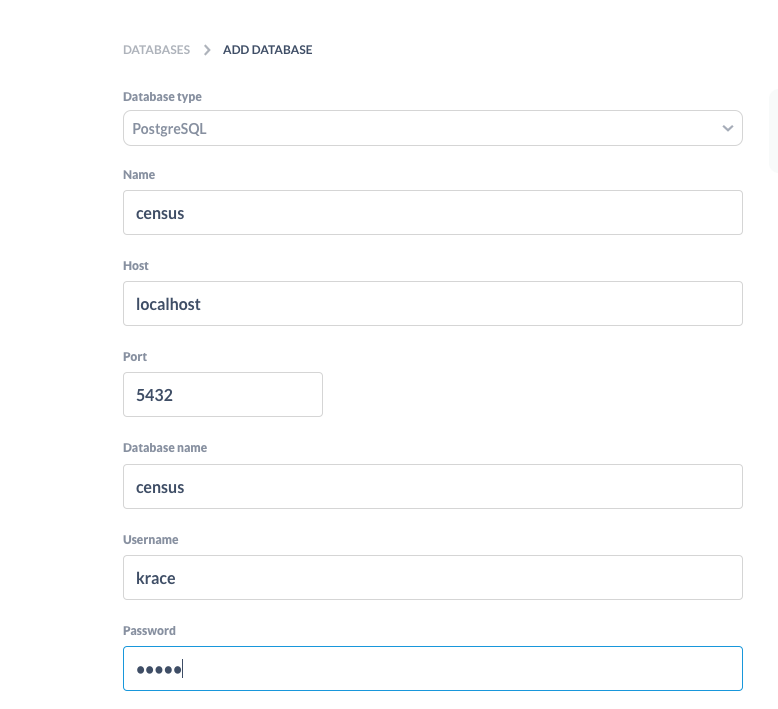 DATABASES > ADD DATABASE
Database type
PostgreSQL
Name
census
Host
localhost
Port
5432
Database name
census
Username
krace
Password
•••••